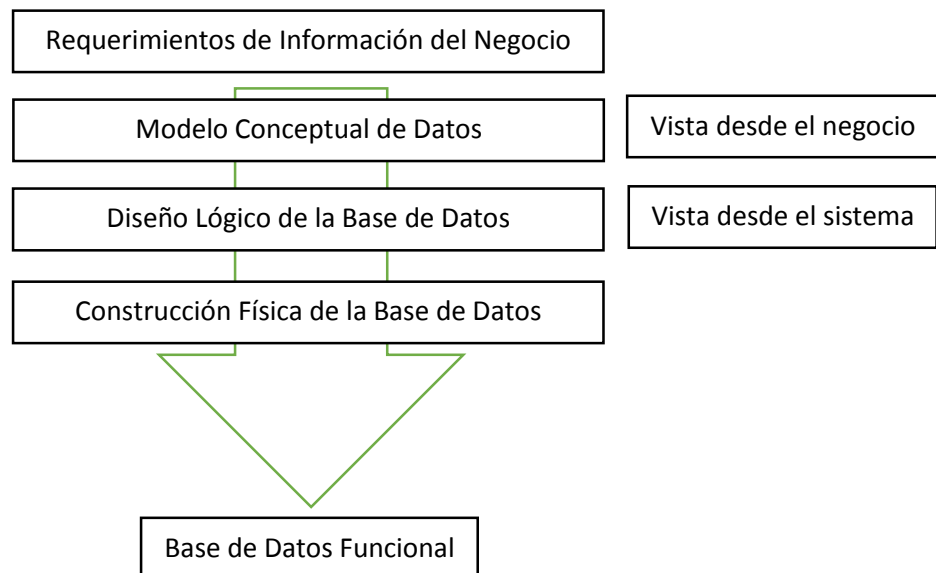 Requerimientos de Información del Negocio
Modelo Conceptual de Datos
Vista desde el negocio
Diseño Lógico de la Base de Datos
Vista desde el sistema
Construcción Física de la Base de Datos
Base de Datos Funcional